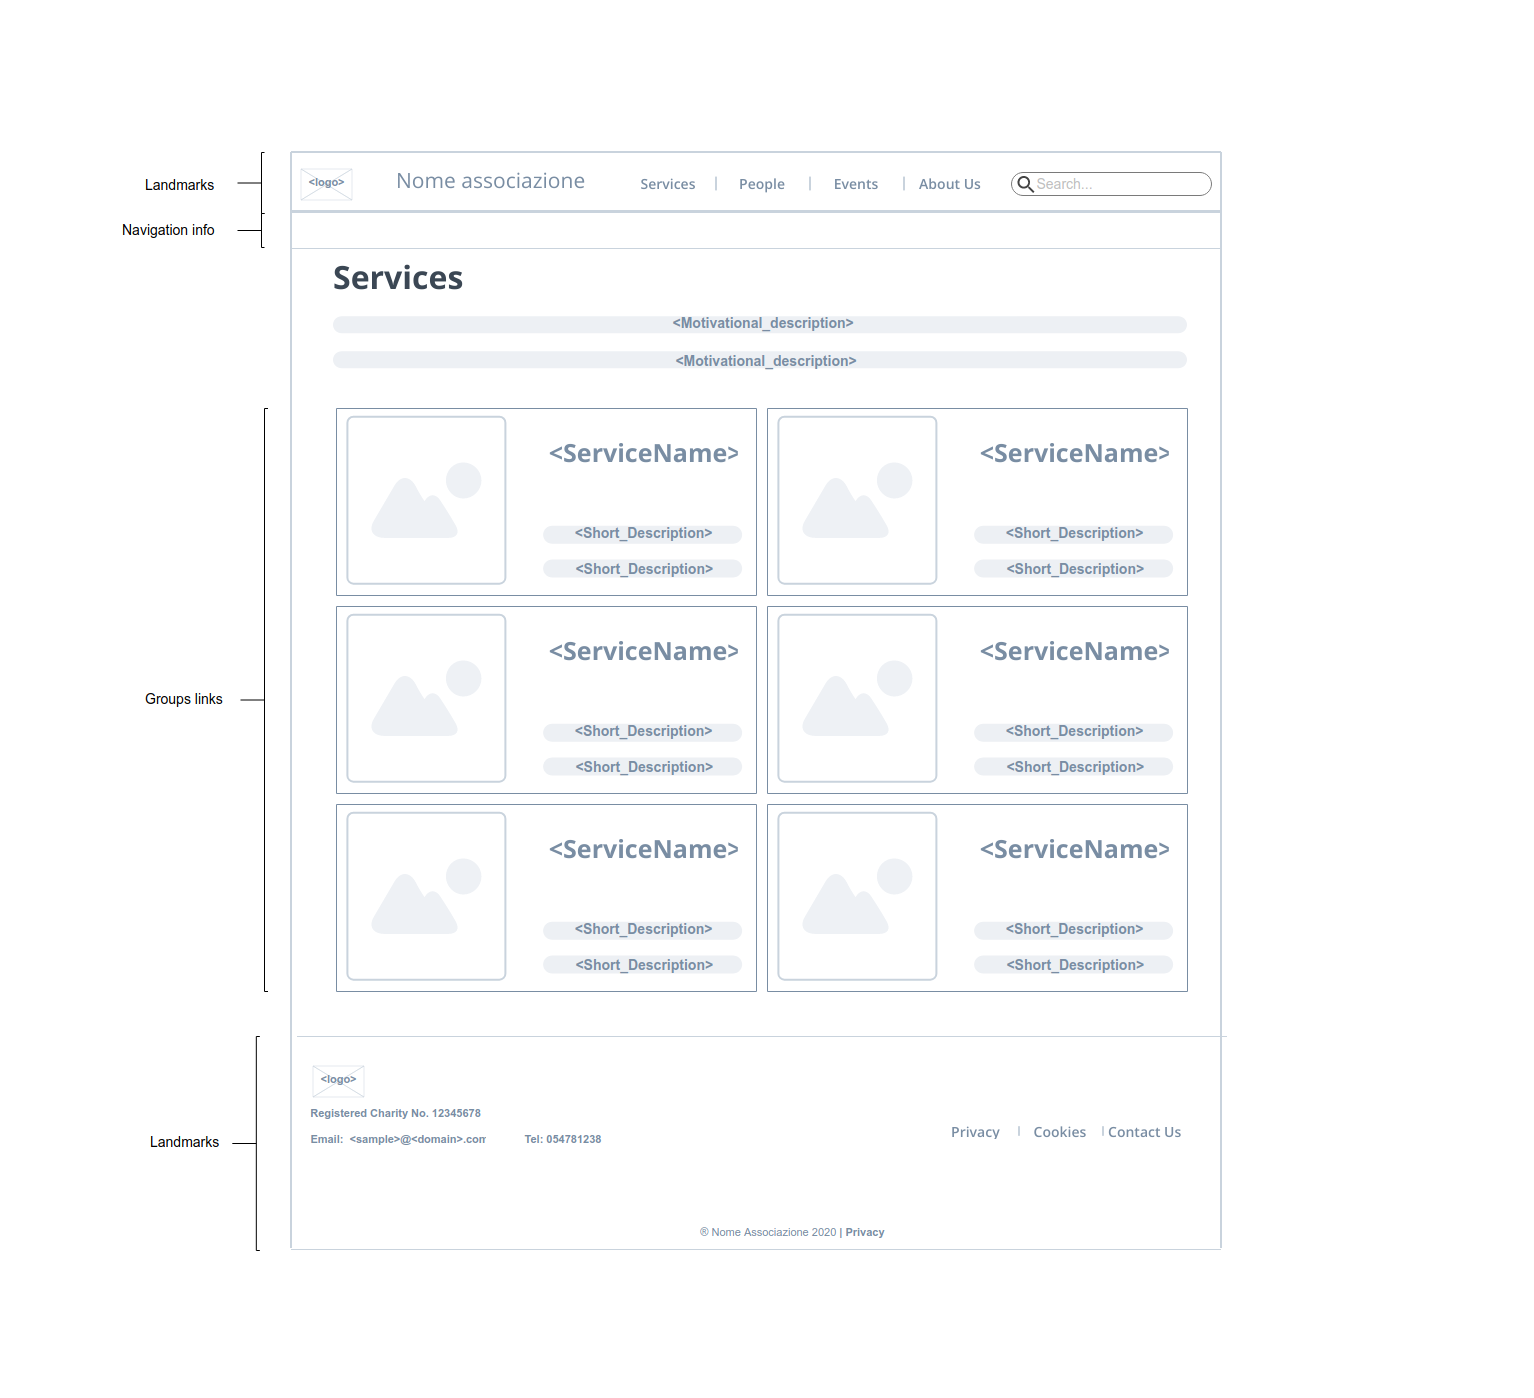 Landmarks
<logo>
Nome associazione
Services
People
Events
About Us
Search...
Navigation info
Services
<Motivational_description>
<Motivational_description>
Groups links
<ServiceName>
<Short_Description>
<Short_Description>
<ServiceName>
<Short_Description>
<Short_Description>
<ServiceName>
<Short_Description>
<Short_Description>
<ServiceName>
<Short_Description>
<Short_Description>
<ServiceName>
<Short_Description>
<Short_Description>
<ServiceName>
<Short_Description>
<Short_Description>
Landmarks
<logo>
Registered Charity No. 12345678
Email: <sample>@<domain>.com
Tel: 054781238
Privacy
Cookies
Contact Us
® Nome Associazione 2020 | Privacy